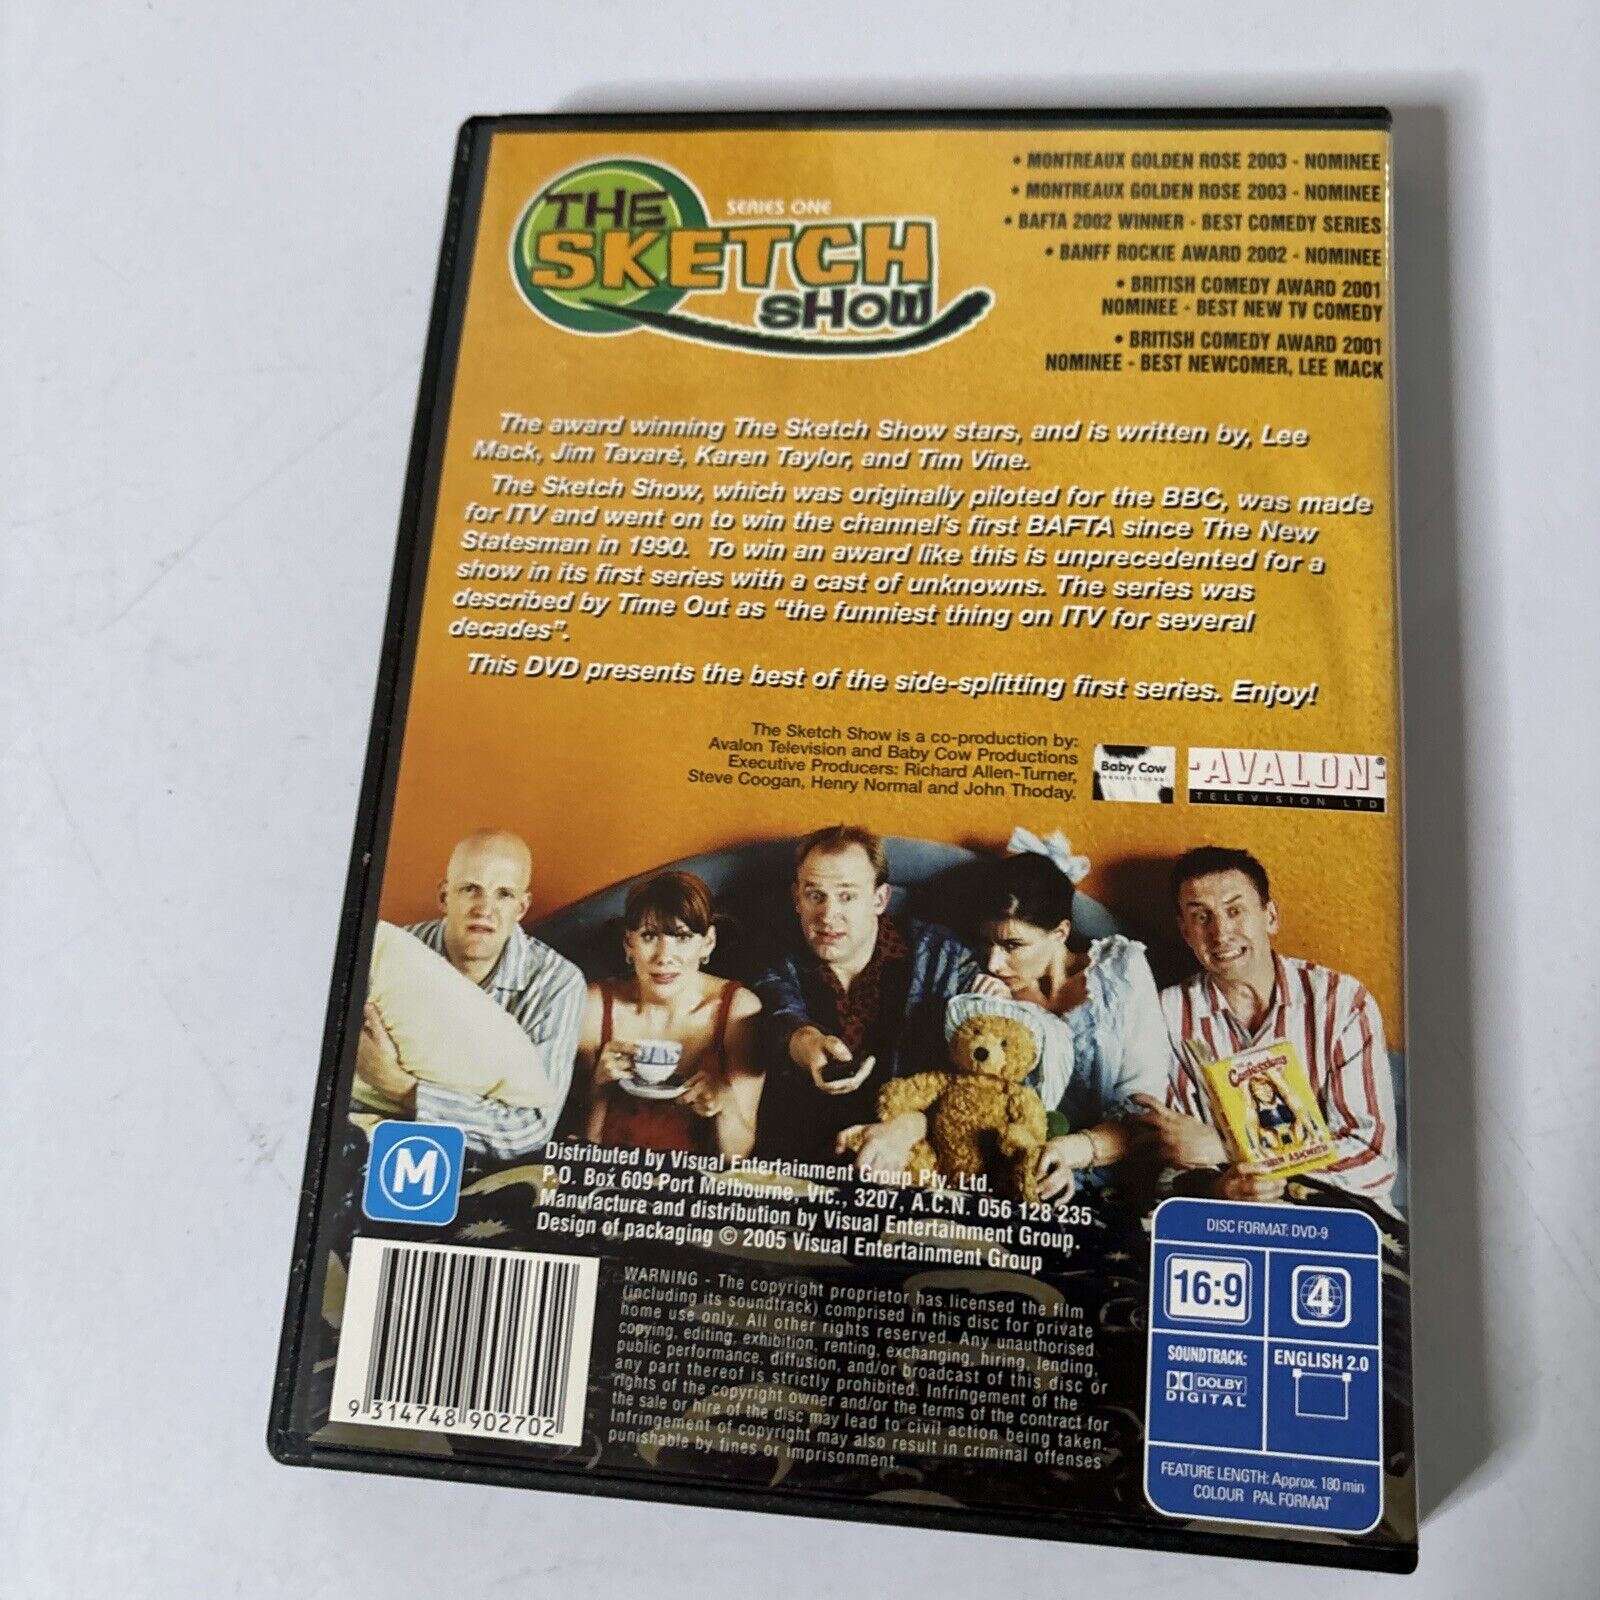 SERIES ONE
THE
SKETCH
SHOW
• MONTREAUX GOLDEN ROSE 2003 - NOMINEE
• MONTREAUX GOLDEN ROSE 2003 - NOMINEE
• BAFTA 2002 WINNER - BEST COMEDY SERIES
• BANFF ROCKIE AWARD 2002 - NOMINEE
• BRITISH COMEDY AWARD 2001
NOMINEE - BEST NEW TV COMEDY
• BRITISH COMEDY AWARD 2001
NOMINEE - BEST NEWCOMER, LEE MACK
The award winning The Sketch Show stars, and is written by, Lee
Mack, Jim Tavaré, Karen Taylor, and Tim Vine.
The Sketch Show, which was originally piloted for the BBC, was made
for ITV and went on to win the channel's first BAFTA since The New
Statesman in 1990. To win an award like this is unprecedented for a
show in its first series with a cast of unknowns. The series was
described by Time Out as "the funniest thing on ITV for several
decades".
This DVD presents the best of the side-splitting first series. Enjoy!
The Sketch Show is a co-production by:
Avalon Television and Baby Cow Productions
Executive Producers: Richard Allen-Turner,
Steve Coogan, Henry Normal and John Thoday.
Baby Cow
PRODUCTIONS
-AVALON-®
TELEVISION LTD
Confessions
M
Distributed by Visual Entertainment Group Pty. Ltd.
P.O. Box 609 Port Melbourne, Vic., 3207, A.C.N. 056 128 235
Manufacture and distribution by Visual Entertainment Group.
Design of packaging © 2005 Visual Entertainment Group
WARNING - The copyright proprietor has licensed the film
(including its soundtrack) comprised in this disc for private
home use only. All other rights reserved. Any unauthorised
copying, editing, exhibition, renting, exchanging, hiring, lending,
public performance, diffusion, and/or broadcast of this disc or
any part thereof is strictly prohibited. Infringement of the
rights of the copyright owner and/or the terms of the contract for
the sale or hire of the disc may lead to civil action being taken.
Infringement of copyright may also result in criminal offenses
punishable by fines or imprisonment.
9 314748 902702
DISC FORMAT: DVD-9
16:9
4
SOUNDTRACK:
DOLBY
DIGITAL
ENGLISH 2.0
FEATURE LENGTH: Approx. 180 min
COLOUR PAL FORMAT